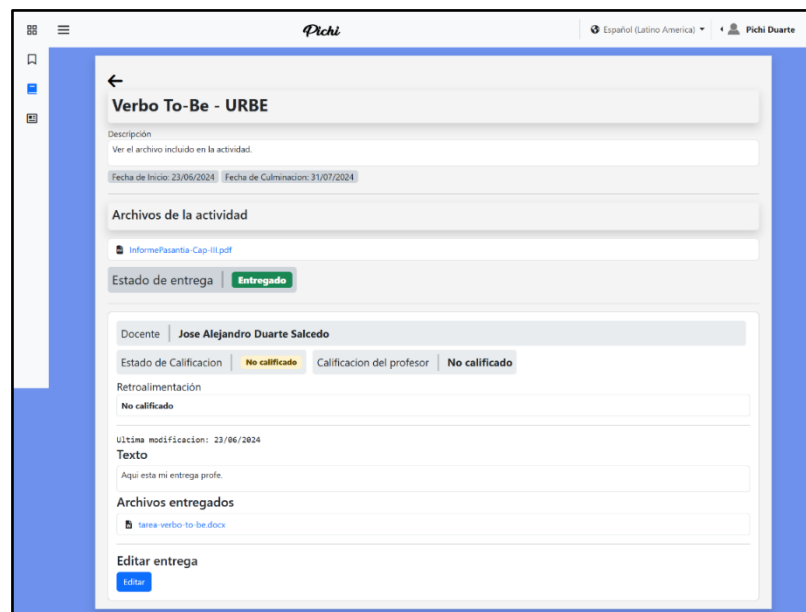 Pichi
Español (Latino America)
Pichi Duarte
Verbo To-Be - URBE
Descripción
Ver el archivo incluido en la actividad.
Fecha de Inicio: 23/06/2024 Fecha de Culminacion: 31/07/2024
Archivos de la actividad
InformePasantia-Cap-III.pdf
Estado de entrega Entregado
Docente Jose Alejandro Duarte Salcedo
Estado de Calificacion No calificado Calificacion del profesor No calificado
Retroalimentación
No calificado
Ultima modificacion: 23/06/2024
Texto
Aqui esta mi entrega profe.
Archivos entregados
tarea-verbo-to-be.docx
Editar entrega
Editar